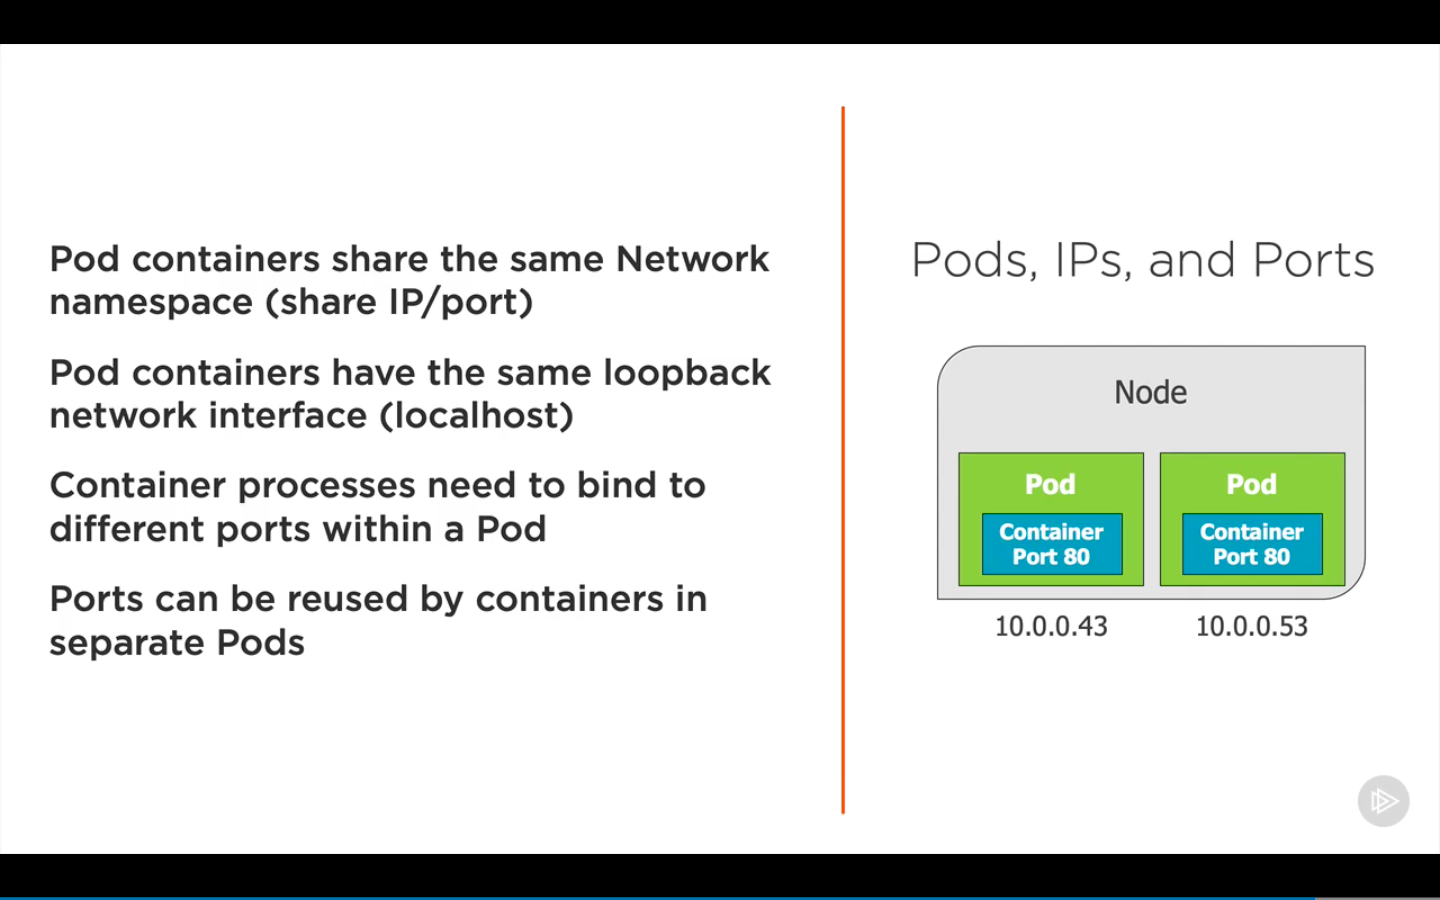 Pod containers share the same Network
namespace (share IP/port)
Pod containers have the same loopback
network interface (localhost)
Container processes need to bind to
different ports within a Pod
Ports can be reused by containers in
separate Pods
Pods, IPs, and Ports
Node
Pod
Container
Port 80
Pod
Container
Port 80
10.0.0.43
10.0.0.53